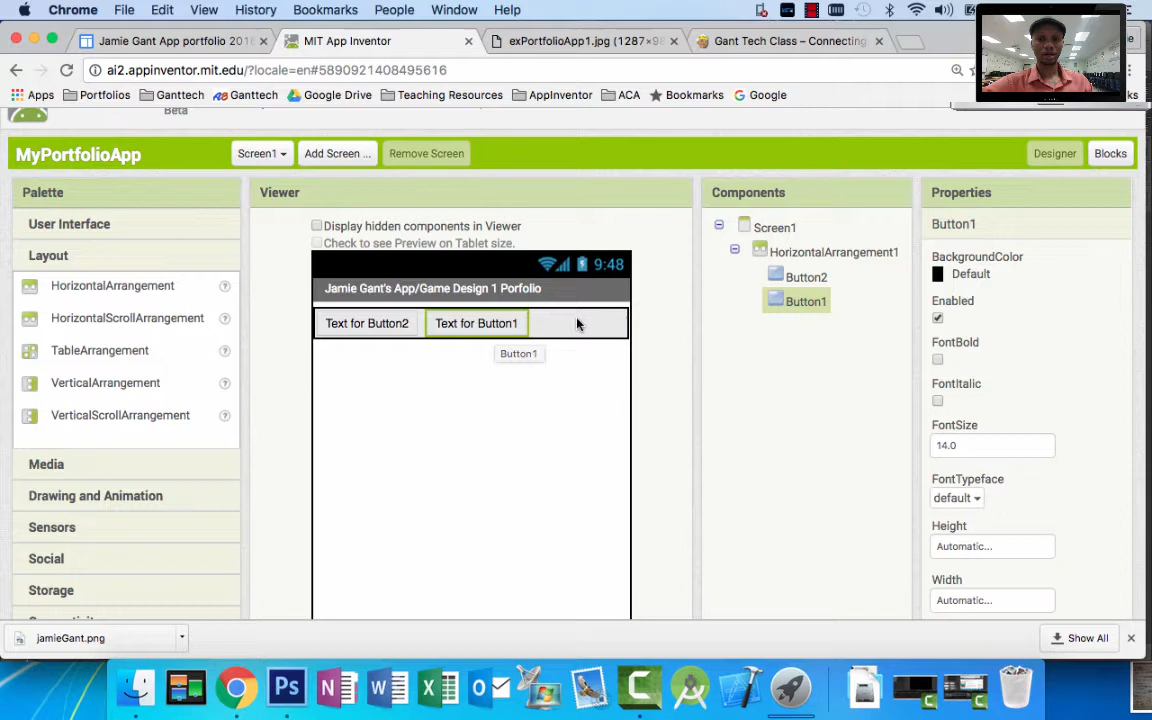 Chrome File Edit View History Bookmarks People Window Help
Jamie Gant App portfolio 2016
MIT App Inventor
exPortfolioApp1.jpg (1287×98
Gant Tech Class – Connecting
ai2.appinventor.mit.edu/?locale=en#5890921408495616
Apps Portfolios Ganttech Ganttech Google Drive Teaching Resources AppInventor ACA Bookmarks Google
Beta
MyPortfolioApp Screen1 Add Screen ... Remove Screen Designer Blocks
Palette Viewer Components Properties
User Interface
Layout
HorizontalArrangement
HorizontalScrollArrangement
TableArrangement
VerticalArrangement
VerticalScrollArrangement
Media
Drawing and Animation
Sensors
Social
Storage
Display hidden components in Viewer
Check to see Preview on Tablet size.
9:48
Jamie Gant's App/Game Design 1 Porfolio
Text for Button2 Text for Button1
Button1
Screen1
HorizontalArrangement1
Button2
Button1
Button1
BackgroundColor
Default
Enabled
FontBold
FontItalic
FontSize
14.0
FontTypeface
default
Height
Automatic...
Width
Automatic...
jamieGant.png
Show All